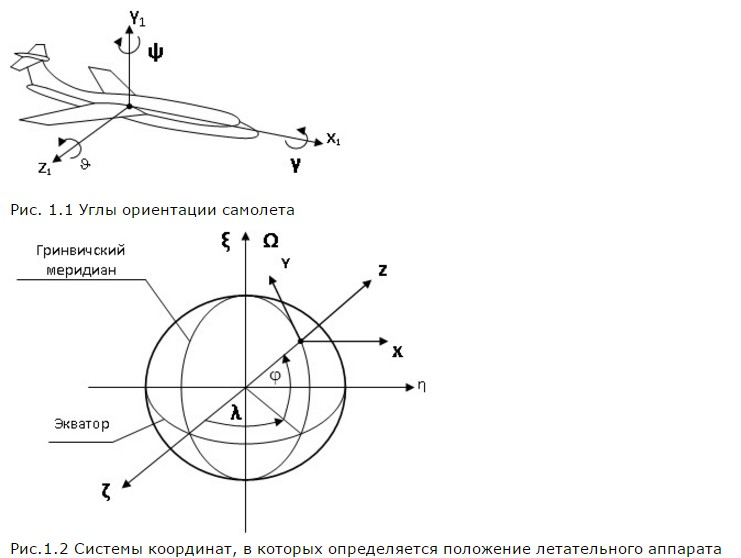 Y₁
ψ
X₁
Z₁
ϑ
γ
Рис. 1.1 Углы ориентации самолета
Гринвичский
меридиан
ξ
Ω
Y
Z
X
φ
η
λ
Экватор
ζ
Рис.1.2 Системы координат, в которых определяется положение летательного аппарата